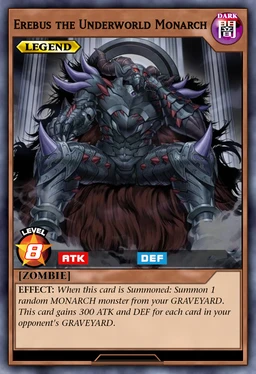 Erebus the Underworld Monarch
DARK
闇
LEGEND
LEVEL
8
ATK
DEF
[ZOMBIE]
EFFECT: When this card is Summoned: Summon 1
random MONARCH monster from your GRAVEYARD.
This card gains 300 ATK and DEF for each card in your
opponent's GRAVEYARD.